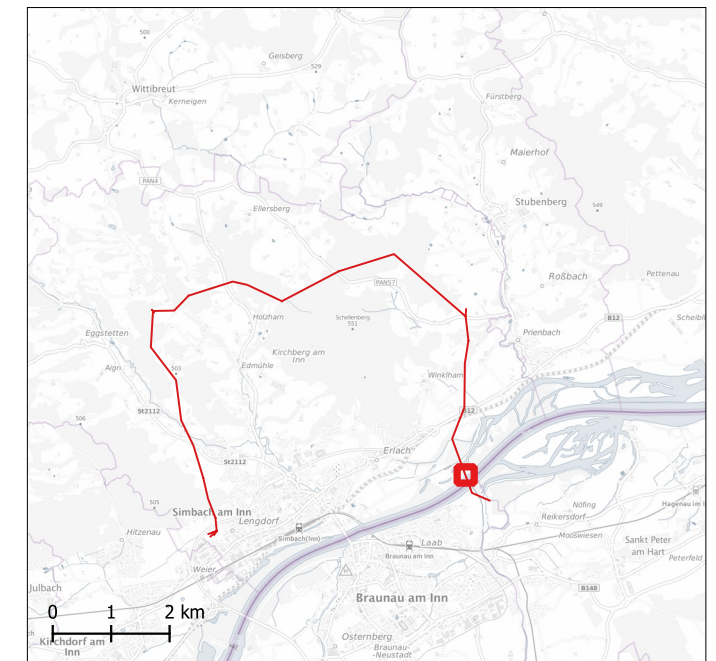 500
Geisberg
529
Wittibreut
Kerneigen
Fürstberg
Maierhof
PAN4
Stubenberg
549
Ellersberg
Pettenau
Roßbach
PAN57
Holzham
Schellenberg
551
B12
Eggstetten
Prienbach
Kirchberg am
Inn
503
Edmühle
Aign
Winklham
St2112
B12
506
Erlach
St2112
505
Simbach am Inn
Lengdorf
Nöfing
Hitzenau
Simbach(Inn)
Reikersdorf
Mooswiesen
Sankt Peter
am Hart
Laab
Braunau am Inn
Peterfeld
Weier
Julbach
B148
Braunau am Inn
0 1 2 km
Kirchdorf am
Inn
Osternberg
Braunau-
-Neustadt